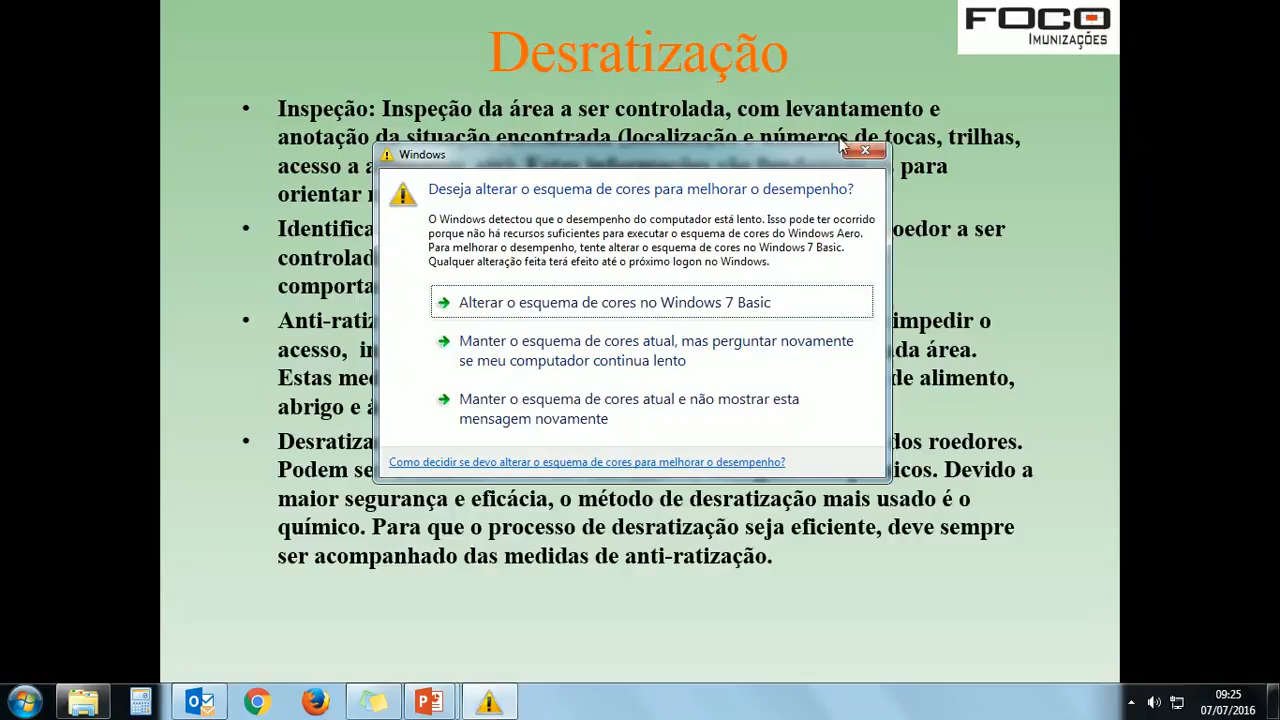 FOCO
IMUNIZAÇÕES
Desratização
• Inspeção: Inspeção da área a ser controlada, com levantamento e
anotação da situação encontrada (localização e números de tocas, trilhas,
acesso a para
orientar
• Identifica roedor a ser
controlad
comporta
• Anti-ratiz impedir o
acesso, área.
Estas me de alimento,
abrigo e
• Desratiza dos roedores.
Podem se Devido a
maior segurança e eficácia, o método de desratização mais usado é o
químico. Para que o processo de desratização seja eficiente, deve sempre
ser acompanhado das medidas de anti-ratização.
Windows
Deseja alterar o esquema de cores para melhorar o desempenho?
O Windows detectou que o desempenho do computador está lento. Isso pode ter ocorrido
porque não há recursos suficientes para executar o esquema de cores do Windows Aero.
Para melhorar o desempenho, tente alterar o esquema de cores no Windows 7 Basic.
Qualquer alteração feita terá efeito até o próximo logon no Windows.
Alterar o esquema de cores no Windows 7 Basic
Manter o esquema de cores atual, mas perguntar novamente
se meu computador continua lento
Manter o esquema de cores atual e não mostrar esta
mensagem novamente
Como decidir se devo alterar o esquema de cores para melhorar o desempenho?
09:25
07/07/2016